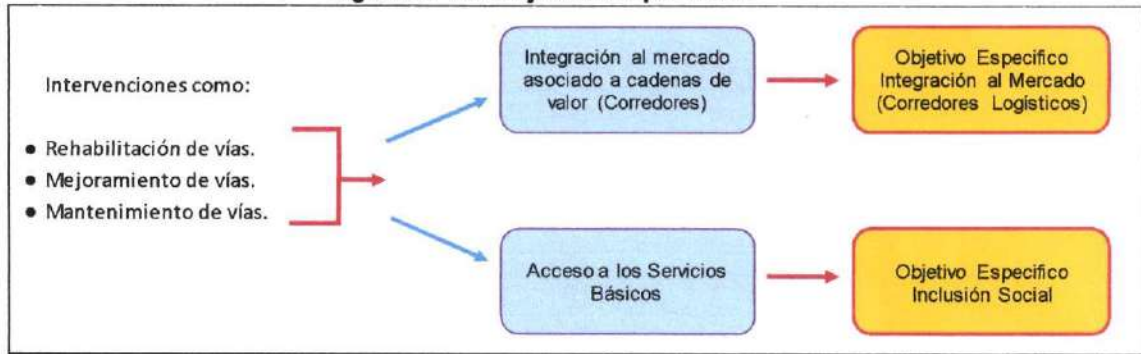 Intervenciones como:
● Rehabilitación de vías.
● Mejoramiento de vías.
● Mantenimiento de vías.
Integración al mercado
asociado a cadenas de
valor (Corredores)
Objetivo Especifico
Integración al Mercado
(Corredores Logísticos)
Acceso a los Servicios
Básicos
Objetivo Especifico
Inclusión Social